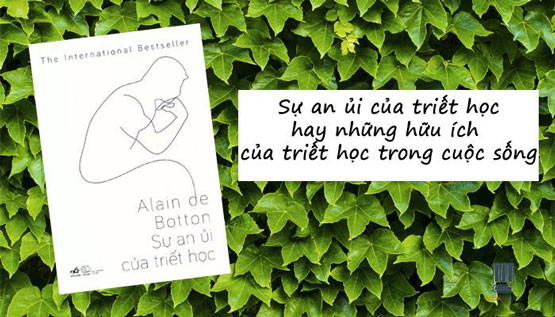 The International Bestseller
Alain de
Botton
Sự an ủi
của triết học
Sự an ủi của triết học
hay những hữu ích
của triết học trong cuộc sống